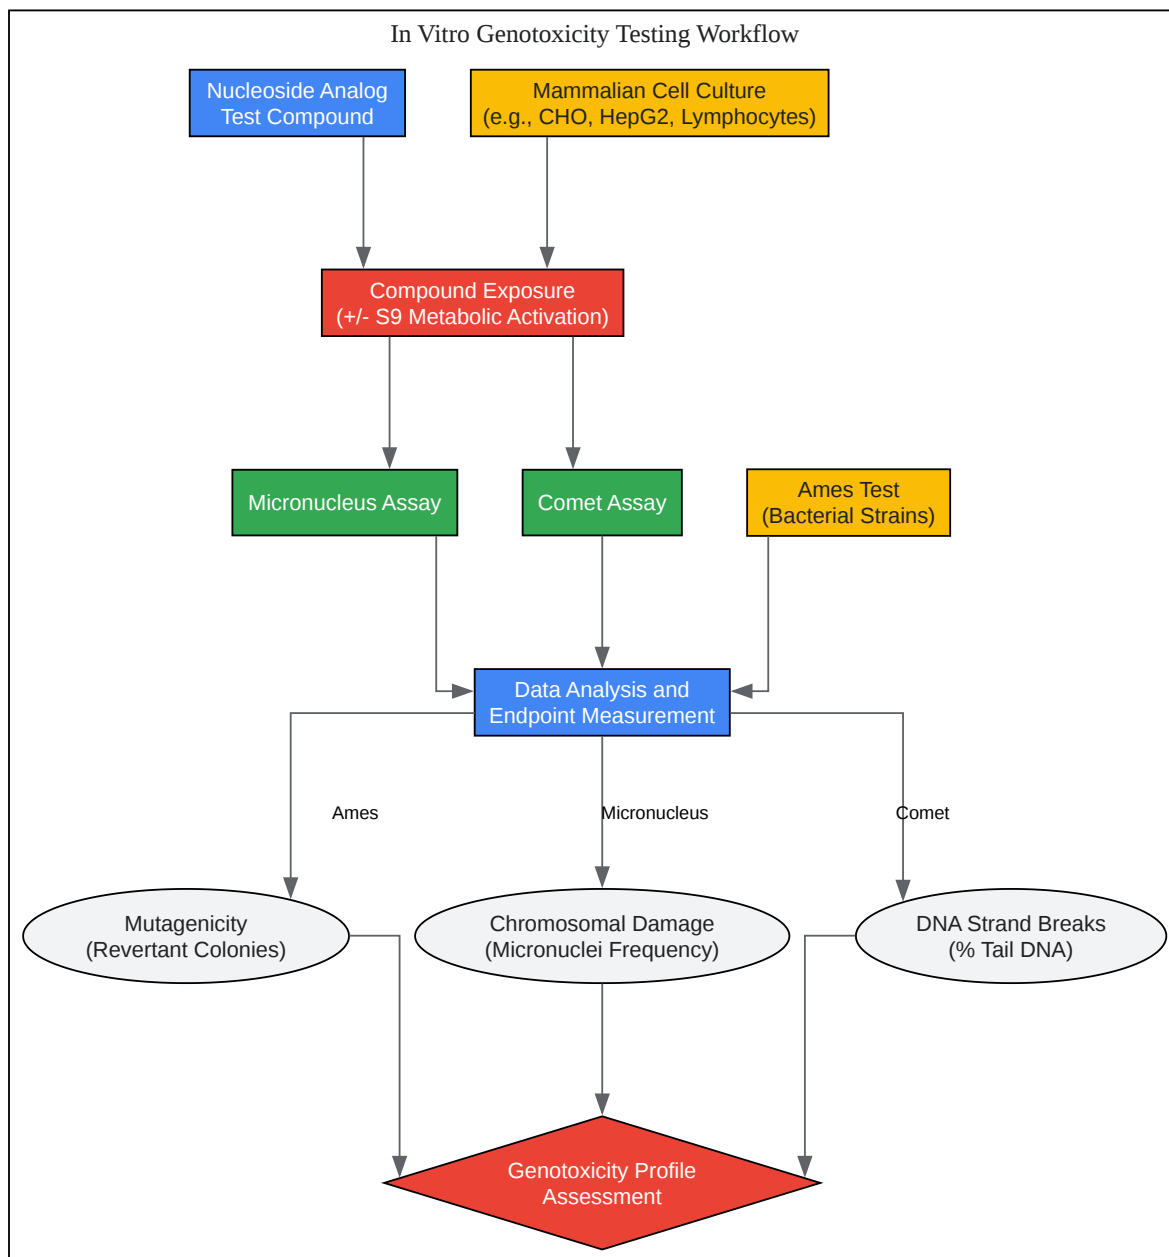 In Vitro Genotoxicity Testing Workflow
Nucleoside Analog
Test Compound
Mammalian Cell Culture
(e.g., CHO, HepG2, Lymphocytes)
Compound Exposure
(+/- S9 Metabolic Activation)
Micronucleus Assay
Comet Assay
Ames Test
(Bacterial Strains)
Data Analysis and
Endpoint Measurement
Ames
Micronucleus
Comet
Mutagenicity
(Revertant Colonies)
Chromosomal Damage
(Micronuclei Frequency)
DNA Strand Breaks
(% Tail DNA)
Genotoxicity Profile
Assessment